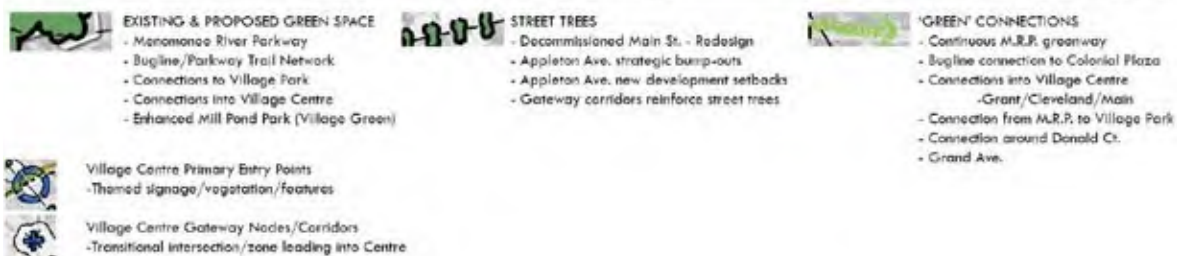 EXISTING & PROPOSED GREEN SPACE
- Menomonee River Parkway
- Bugline/Parkway Trail Network
- Connections to Village Park
- Connections into Village Centre
- Enhanced Mill Pond Park (Village Green)
STREET TREES
- Decommissioned Main St. - Redesign
- Appleton Ave. strategic bump-outs
- Appleton Ave. new development setbacks
- Gateway corridors reinforce street trees
'GREEN' CONNECTIONS
- Continuous M.R.P. greenway
- Bugline connection to Colonial Plaza
- Connections into Village Centre
-Grant/Cleveland/Main
- Connection from M.R.P. to Village Park
- Connection around Donald Ct.
- Grand Ave.
Village Centre Primary Entry Points
-Themed signage/vegetation/features
Village Centre Gateway Nodes/Corridors
-Transitional intersection/zone leading into Centre